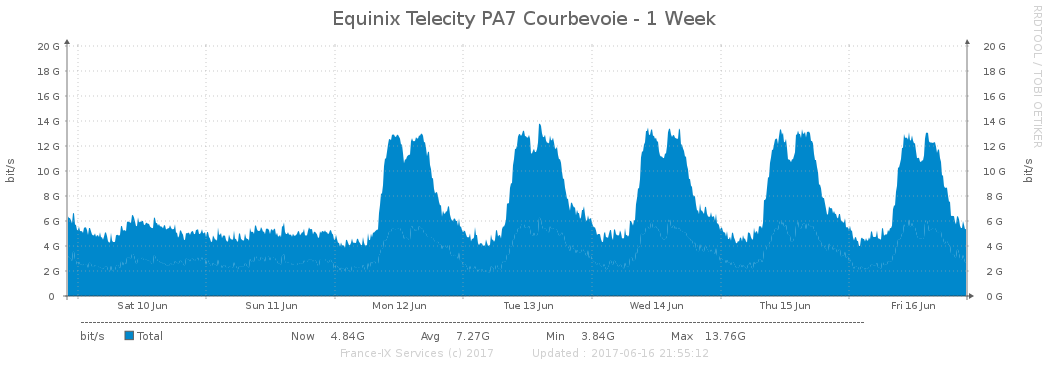 Equinix Telecity PA7 Courbevoie - 1 Week
RRDTOOL / TOBI OETIKER
20 G 20 G
18 G 18 G
16 G 16 G
14 G 14 G
12 G 12 G
10 G 10 G
8 G 8 G
6 G 6 G
4 G 4 G
2 G 2 G
0 0 G
bit/s
bit/s
Sat 10 Jun Sun 11 Jun Mon 12 Jun Tue 13 Jun Wed 14 Jun Thu 15 Jun Fri 16 Jun
bit/s Total Now 4.84G Avg 7.27G Min 3.84G Max 13.76G
France-IX Services (c) 2017 Updated : 2017-06-16 21:55:12